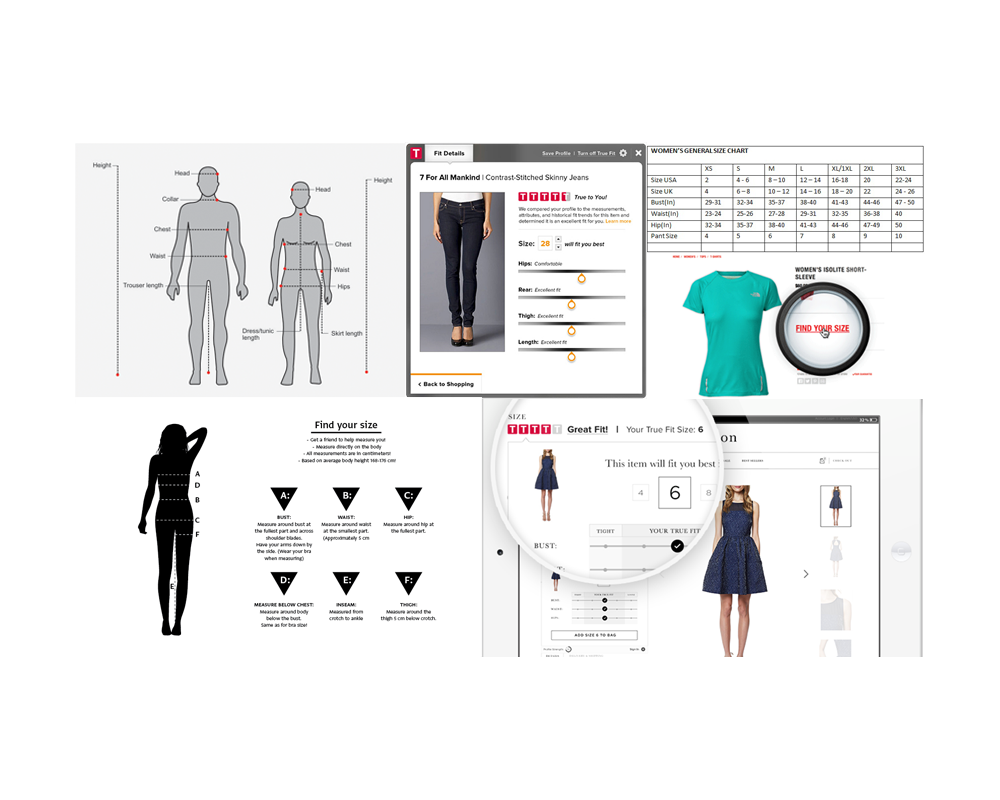 Height
Head
Collar
Chest
Waist
Trouser length
Height
Head
Chest
Waist
Hips
Dress/tunic
length
Skirt length
T
Fit Details
Save Profile | Turn off True Fit
7 For All Mankind | Contrast-Stitched Skinny Jeans
TTTTT True to You!
We compared your profile to the measurements,
attributes, and historical fit trends for this item and
determined it is an excellent fit for you. Learn more
Size: 28 will fit you best
Hips: Comfortable
Rear: Excellent fit
Thigh: Excellent fit
Length: Excellent fit
< Back to Shopping
WOMEN'S GENERAL SIZE CHART
XS S M L XL/1XL 2XL 3XL
Size USA 2 4 - 6 8 – 10 12 – 14 16-18 20 22-24
Size UK 4 6 – 8 10 – 12 14 – 16 18 – 20 22 24 - 26
Bust(In) 29-31 32-34 35-37 38-40 41-43 44-46 47 - 50
Waist(In) 23-24 25-26 27-28 29-31 32-35 36-38 40
Hip(In) 32-34 35-37 38-40 41-43 44-46 47-49 50
Pant Size 4 5 6 7 8 9 10
WOMEN'S ISOLITE SHORT-
SLEEVE
FIND YOUR SIZE
A
D
B
C
F
E
Find your size
- Get a friend to help measure you!
- Measure directly on the body
- All measurements are in centimeters!
- Based on average body height 168-170 cm!
A: B: C:
BUST:
Measure around bust at
the fullest part and across
shoulder blades.
Have your arms down by
the side. (Wear your bra
when measuring)
WAIST:
Measure around waist
at the smallest part.
(Approximately 5 cm
HIP:
Measure around hip at
the fullest part.
D: E: F:
MEASURE BELOW CHEST:
Measure around body
below the bust.
Same as for bra size!
INSEAM:
Measured from
crotch to ankle
THIGH:
Measure around the
thigh 5 cm below crotch.
SIZE
TTTTT Great Fit! | Your True Fit Size: 6
This item will fit you best
4 6 8
TIGHT YOUR TRUE FIT
BUST:
on
ADD SIZE 6 TO BAG